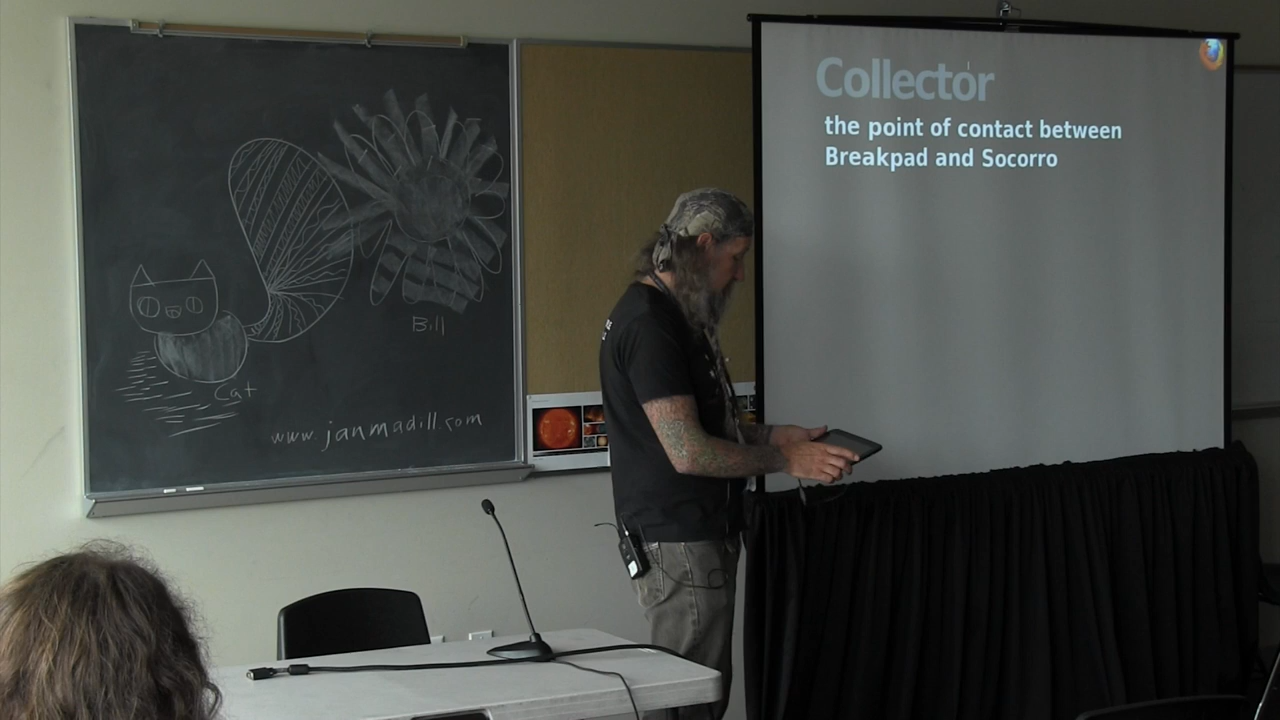 Bill
Cat
www.janmadill.com
Collector
the point of contact between
Breakpad and Socorro